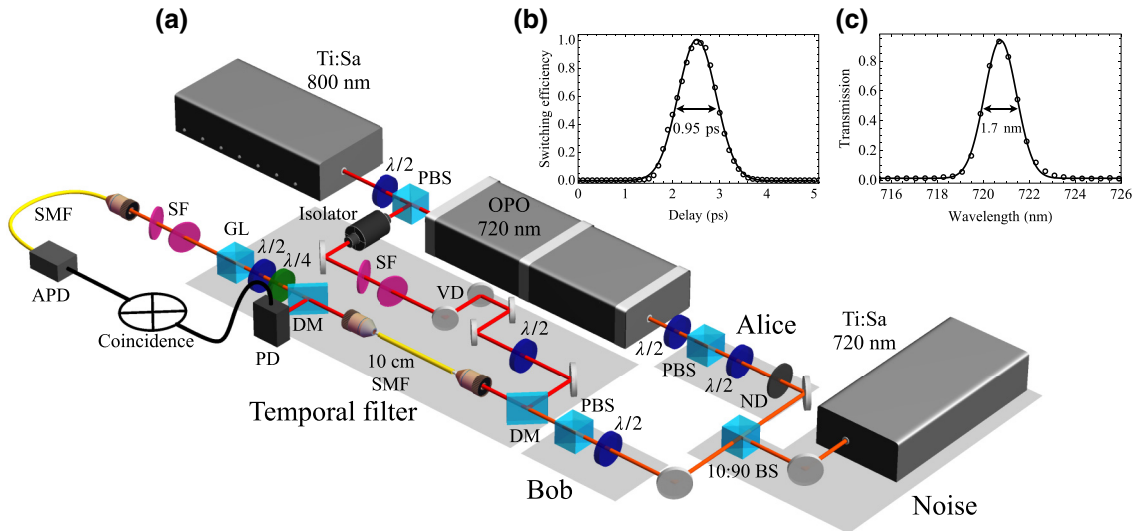 (a)
Ti:Sa
800 nm
λ/2
PBS
Isolator
OPO
720 nm
SMF
SF
GL
λ/2
λ/4
SF
VD
APD
Coincidence
PD
DM
10 cm
SMF
λ/2
Temporal filter
DM
PBS
λ/2
Bob
λ/2
PBS
λ/2
ND
Alice
Ti:Sa
720 nm
10:90 BS
Noise
(b)
Switching efficiency
1.0
0.8
0.6
0.4
0.2
0.0
0.95 ps
0 1 2 3 4 5
Delay (ps)
(c)
Transmission
0.8
0.6
0.4
0.2
0.0
1.7 nm
716 718 720 722 724 726
Wavelength (nm)